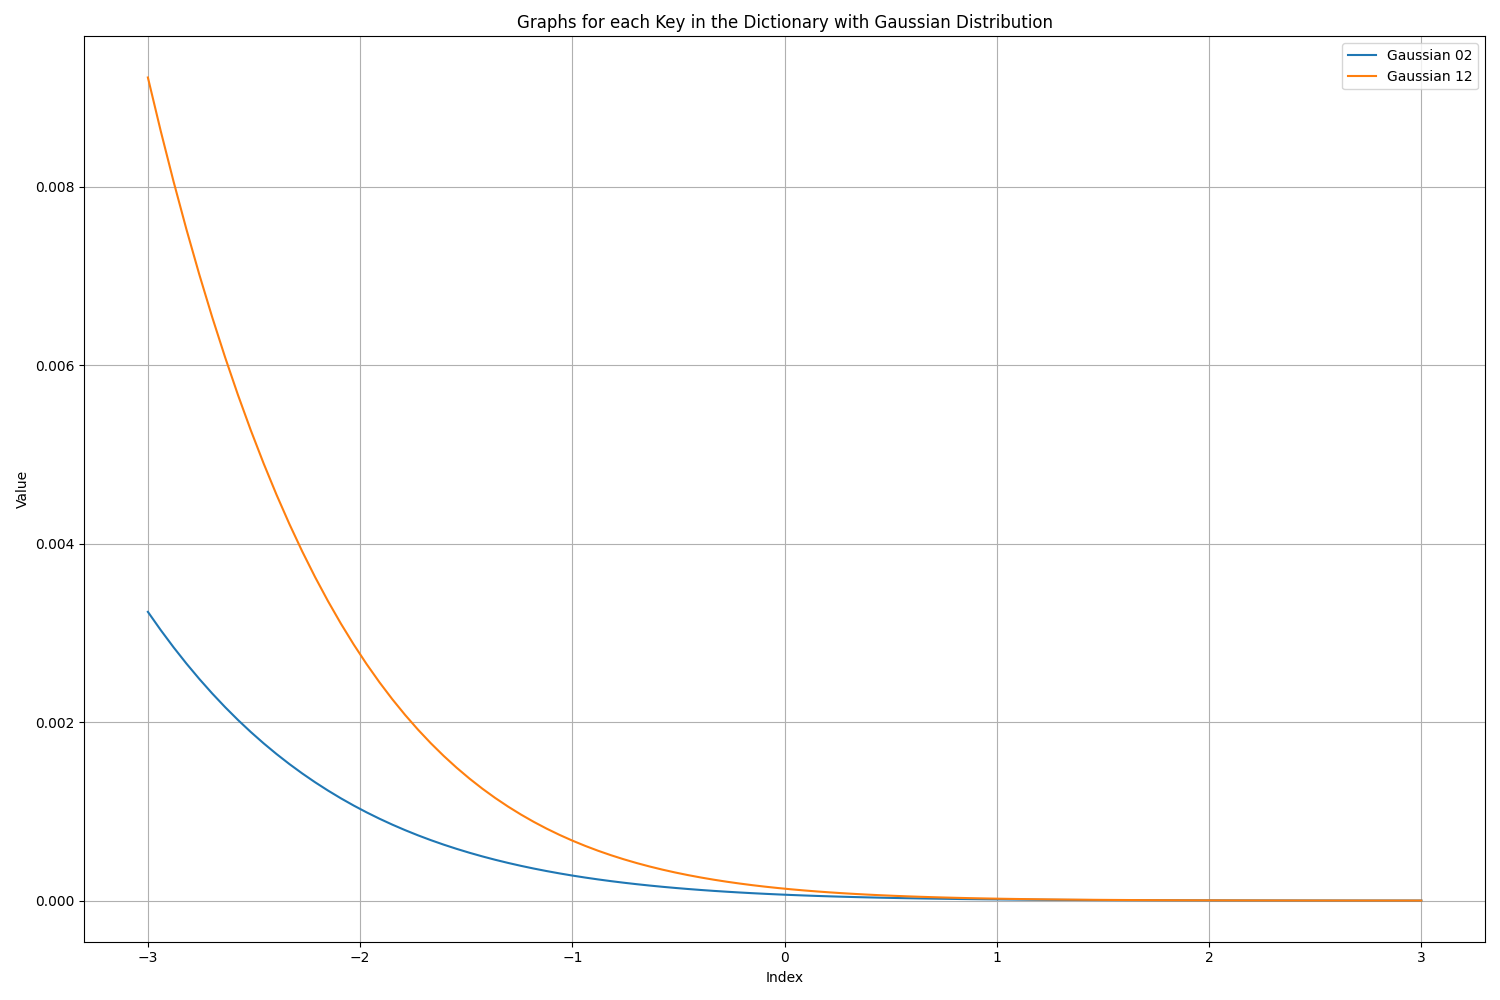 Graphs for each Key in the Dictionary with Gaussian Distribution
Gaussian 02
Gaussian 12
0.008
0.006
0.004
0.002
0.000
Value
−3
−2
−1
0
1
2
3
Index